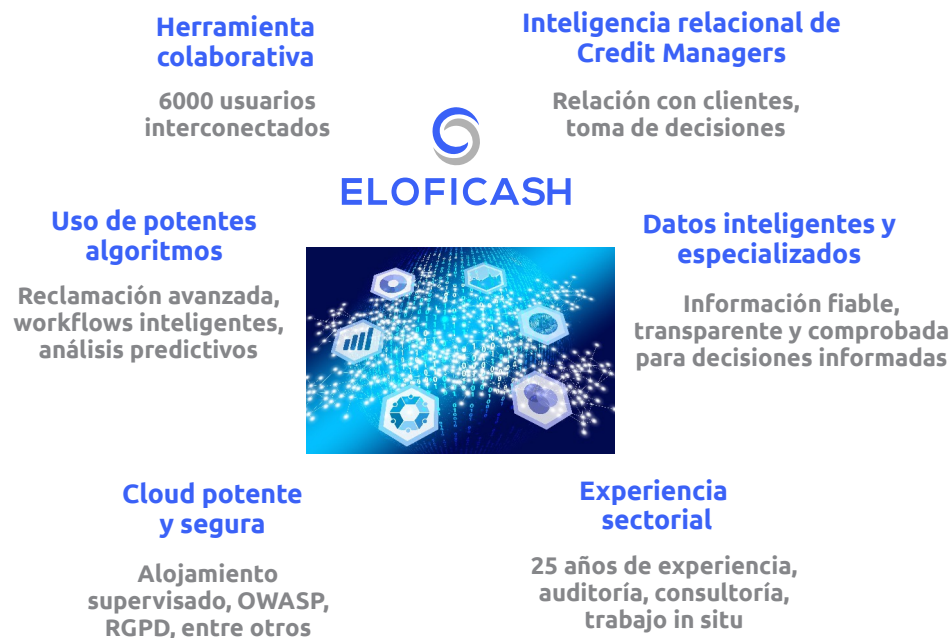 Herramienta
colaborativa
6000 usuarios
interconectados
Inteligencia relacional de
Credit Managers
Relación con clientes,
toma de decisiones
ELOFICASH
Uso de potentes
algoritmos
Reclamación avanzada,
workflows inteligentes,
análisis predictivos
Datos inteligentes y
especializados
Información fiable,
transparente y comprobada
para decisiones informadas
Cloud potente
y segura
Alojamiento
supervisado, OWASP,
RGPD, entre otros
Experiencia
sectorial
25 años de experiencia,
auditoría, consultoría,
trabajo in situ